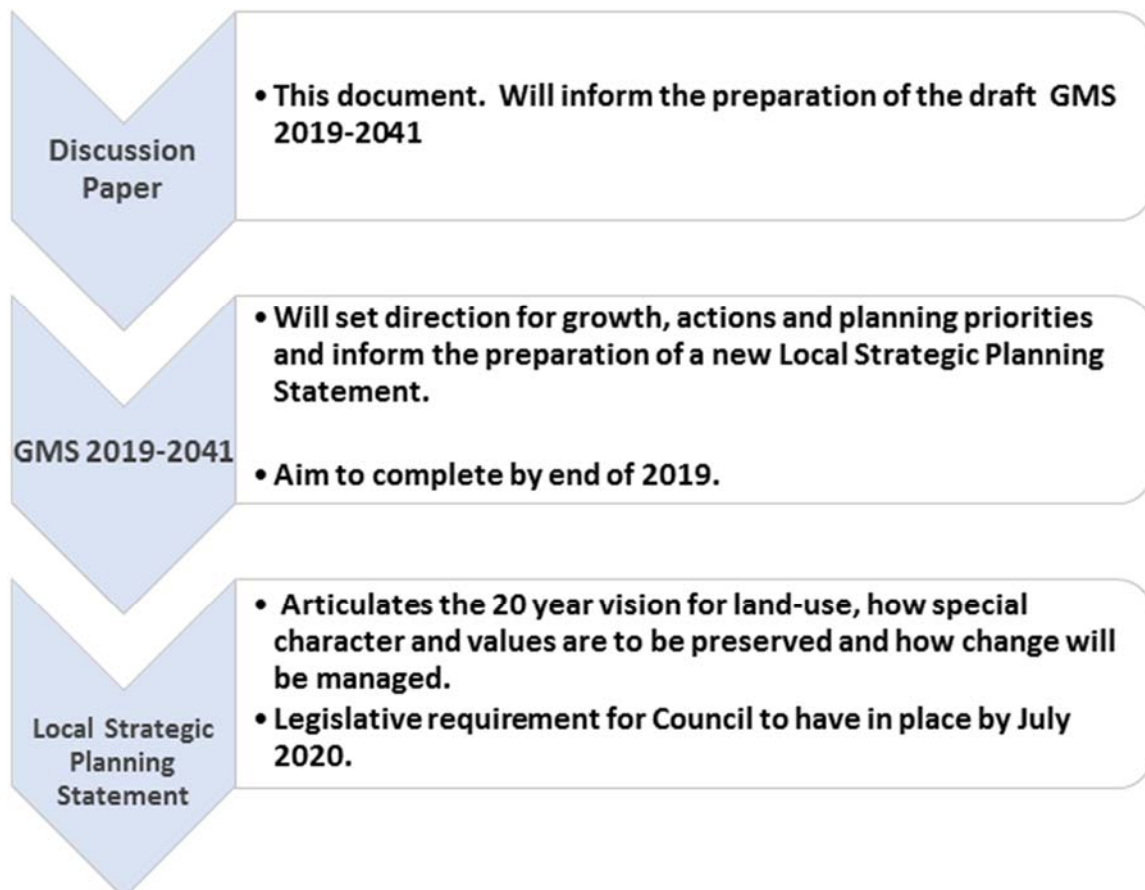 Discussion
Paper
• This document. Will inform the preparation of the draft GMS
2019-2041
GMS 2019-2041
• Will set direction for growth, actions and planning priorities
and inform the preparation of a new Local Strategic Planning
Statement.
• Aim to complete by end of 2019.
Local Strategic
Planning
Statement
• Articulates the 20 year vision for land-use, how special
character and values are to be preserved and how change will
be managed.
• Legislative requirement for Council to have in place by July
2020.